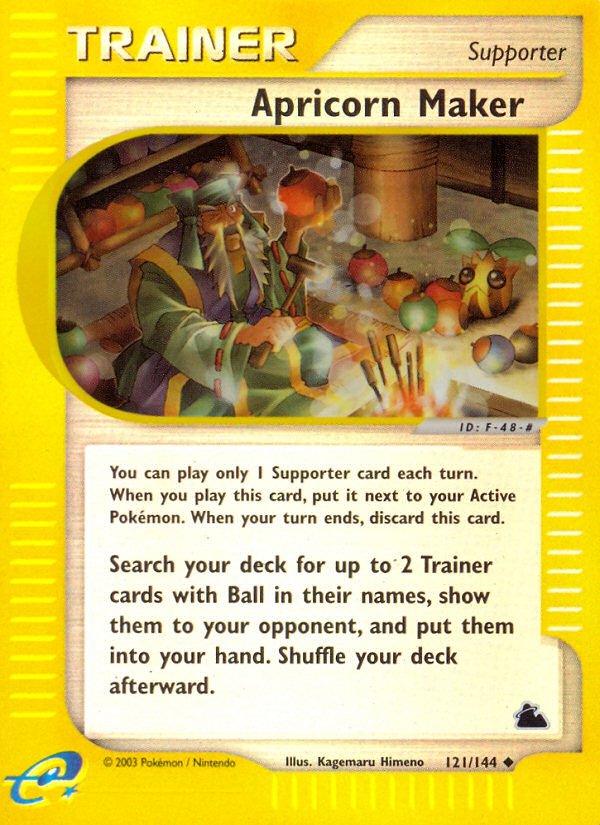 TRAINER
Supporter
Apricorn Maker
ID: F-48-#
You can play only 1 Supporter card each turn.
When you play this card, put it next to your Active
Pokémon. When your turn ends, discard this card.
Search your deck for up to 2 Trainer
cards with Ball in their names, show
them to your opponent, and put them
into your hand. Shuffle your deck
afterward.
© 2003 Pokémon / Nintendo Illus. Kagemaru Himeno 121/144 ◆
e